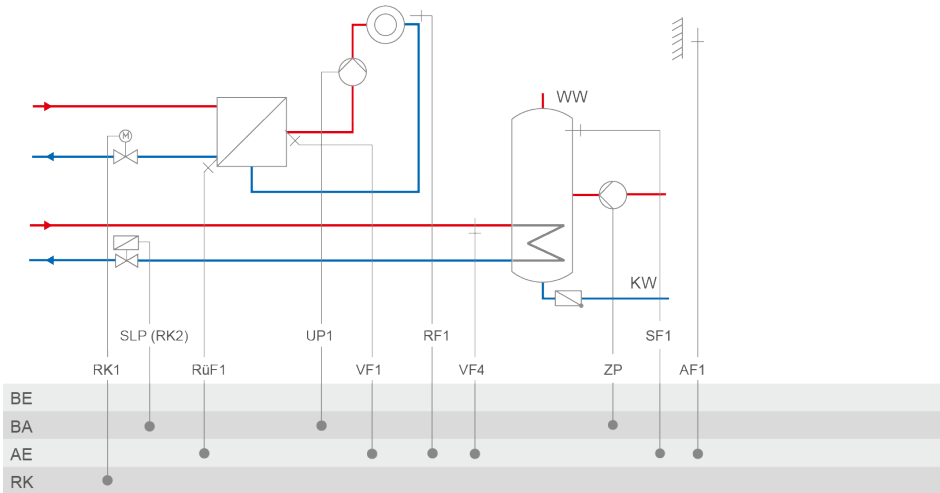 WW
M
KW
SLP (RK2) UP1 RF1 SF1
RK1 RüF1 VF1 VF4 ZP AF1
BE
BA
AE
RK